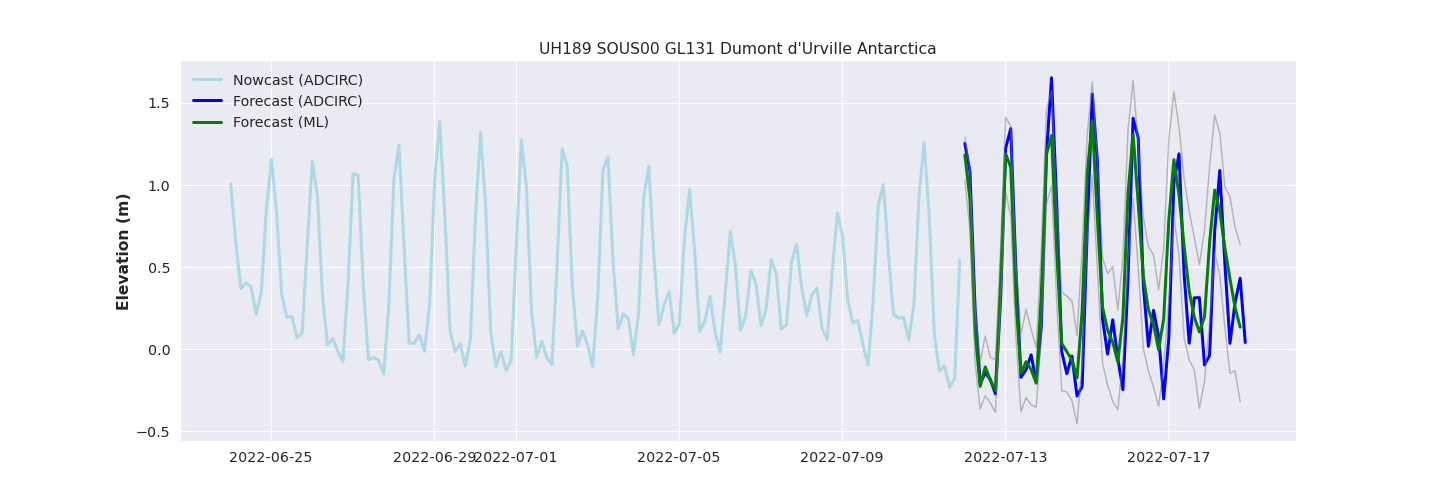 UH189 SOUS00 GL131 Dumont d'Urville Antarctica
Nowcast (ADCIRC)
Forecast (ADCIRC)
Forecast (ML)
Elevation (m)
1.5
1.0
0.5
0.0
−0.5
2022-06-25
2022-06-29
2022-07-01
2022-07-05
2022-07-09
2022-07-13
2022-07-17